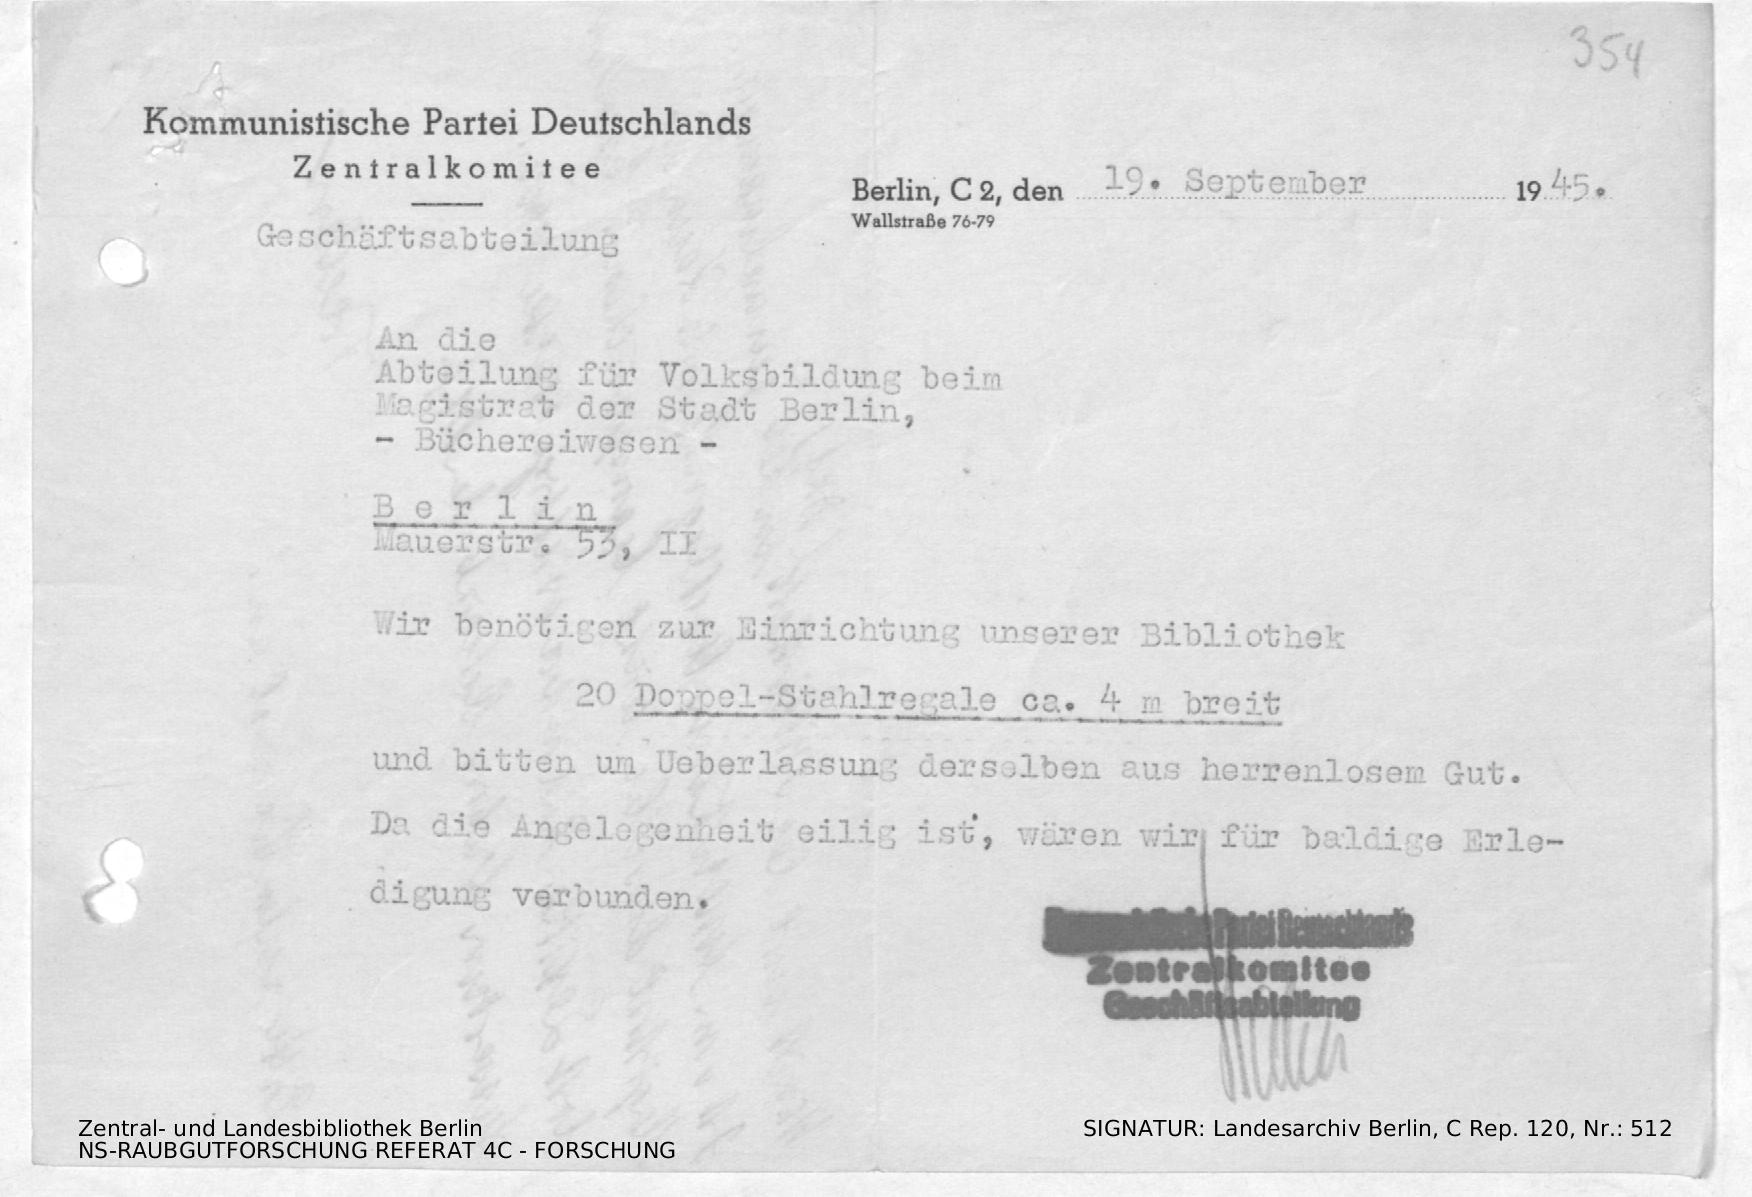 354
Kommunistische Partei Deutschlands
Zentralkomitee
Geschäftsabteilung
Berlin, C 2, den 19. September 1945.
Wallstraße 76-79
An die
Abteilung für Volksbildung beim
Magistrat der Stadt Berlin,
- Büchereiwesen -
Berlin
Mauerstr. 53, II
Wir benötigen zur Einrichtung unserer Bibliothek
20 Doppel-Stahlregale ca. 4 m breit
und bitten um Ueberlassung derselben aus herrenlosem Gut.
Da die Angelegenheit eilig ist, wären wir für baldige Erle-
digung verbunden.
Kommunistische Partei Deutschlands
Zentralkomitee
Geschäftsabteilung
Zentral- und Landesbibliothek Berlin
NS-RAUBGUTFORSCHUNG REFERAT 4C - FORSCHUNG
SIGNATUR: Landesarchiv Berlin, C Rep. 120, Nr.: 512